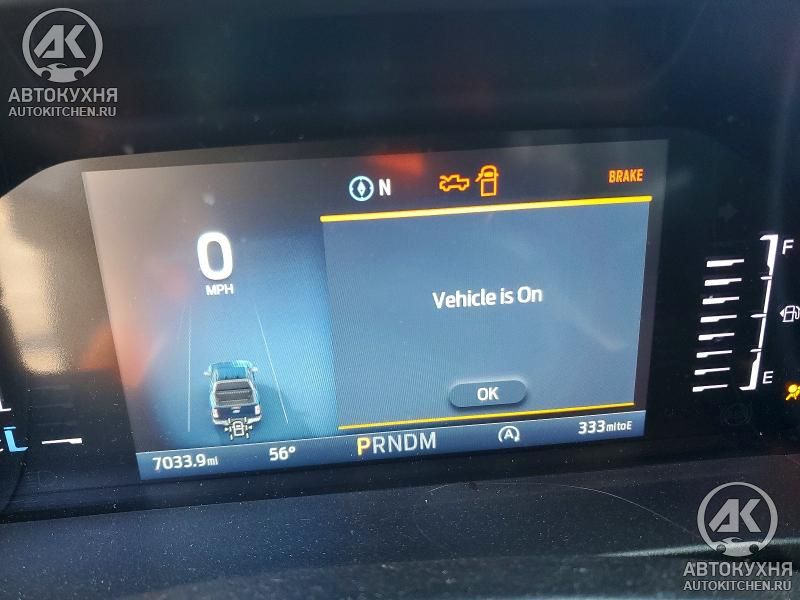 АК
АВТОКУХНЯ
AUTOKITCHEN.RU
N
BRAKE
0
MPH
Vehicle is On
OK
F
E
L
7033.9 mi
56°
PRNDM
A
333 mi to E
АК
АВТОКУХНЯ
AUTOKITCHEN.RU